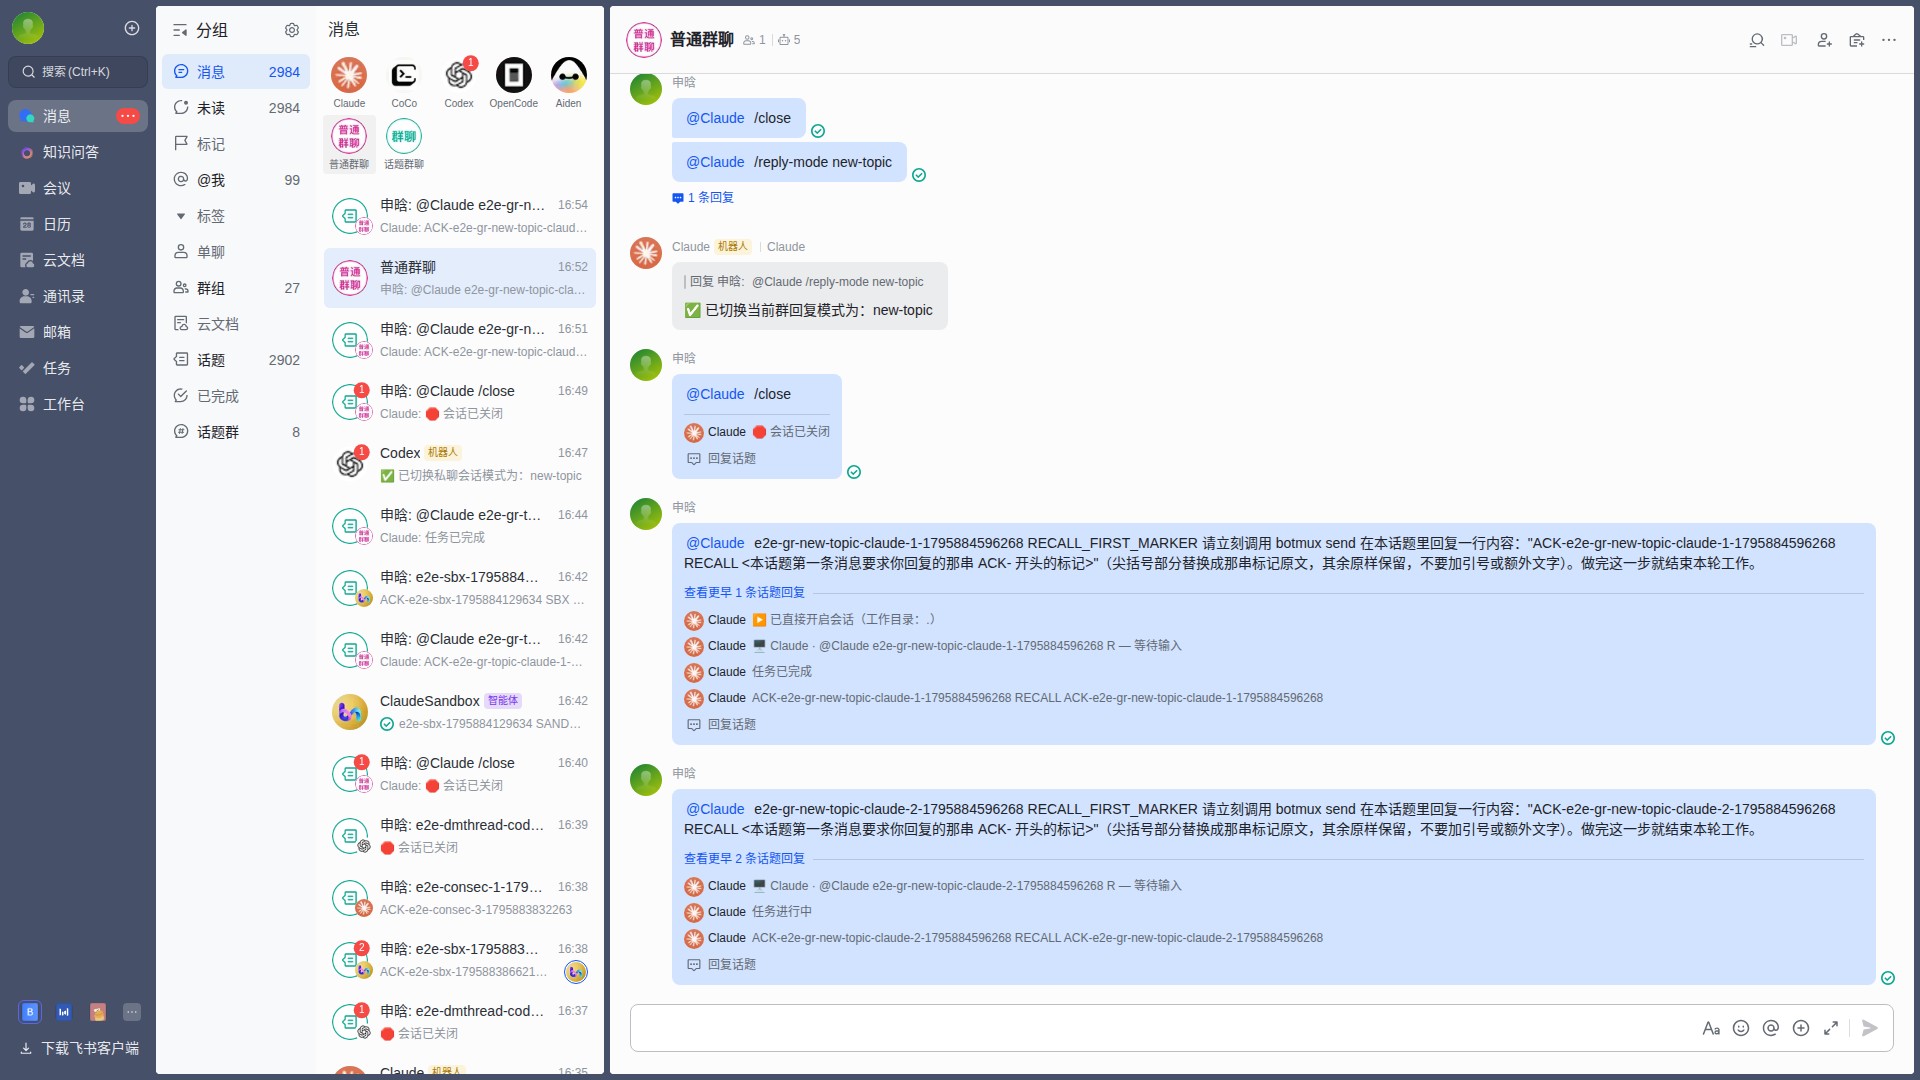 搜索 (Ctrl+K)
消息
知识问答
会议
日历
云文档
通讯录
邮箱
任务
工作台
下载飞书客户端
分组
消息 2984
未读 2984
标记
@我 99
标签
单聊
群组 27
云文档
话题 2902
已完成
话题群 8
消息
1
Claude CoCo Codex OpenCode Aiden
普通群聊 群聊
普通群聊 话题群聊
申晗: @Claude e2e-gr-n... 16:54
Claude: ACK-e2e-gr-new-topic-claud...
普通群聊
普通群聊 16:52
申晗: @Claude e2e-gr-new-topic-cla...
申晗: @Claude e2e-gr-n... 16:51
Claude: ACK-e2e-gr-new-topic-claud...
1
申晗: @Claude /close 16:49
Claude: 🛑 会话已关闭
1
Codex 机器人 16:47
✅ 已切换私聊会话模式为：new-topic
申晗: @Claude e2e-gr-t... 16:44
Claude: 任务已完成
申晗: e2e-sbx-1795884... 16:42
ACK-e2e-sbx-1795884129634 SBX ...
申晗: @Claude e2e-gr-t... 16:42
Claude: ACK-e2e-gr-topic-claude-1-...
ClaudeSandbox 智能体 16:42
e2e-sbx-1795884129634 SAND...
1
申晗: @Claude /close 16:40
Claude: 🛑 会话已关闭
申晗: e2e-dmthread-cod... 16:39
🛑 会话已关闭
申晗: e2e-consec-1-179... 16:38
ACK-e2e-consec-3-1795883832263
2
申晗: e2e-sbx-1795883... 16:38
ACK-e2e-sbx-179588386621...
1
申晗: e2e-dmthread-cod... 16:37
🛑 会话已关闭
Claude 机器人 16:35
普通群聊
普通群聊 1 5
申晗
@Claude /close
@Claude /reply-mode new-topic
1 条回复
Claude 机器人 Claude
回复 申晗： @Claude /reply-mode new-topic
✅ 已切换当前群回复模式为：new-topic
申晗
@Claude /close
Claude 🛑 会话已关闭
回复话题
申晗
@Claude e2e-gr-new-topic-claude-1-1795884596268 RECALL_FIRST_MARKER 请立刻调用 botmux send 在本话题里回复一行内容："ACK-e2e-gr-new-topic-claude-1-1795884596268
RECALL <本话题第一条消息要求你回复的那串 ACK- 开头的标记>"（尖括号部分替换成那串标记原文，其余原样保留，不要加引号或额外文字）。做完这一步就结束本轮工作。
查看更早 1 条话题回复
Claude ▶️ 已直接开启会话（工作目录：.）
Claude 🖥️ Claude · @Claude e2e-gr-new-topic-claude-1-1795884596268 R — 等待输入
Claude 任务已完成
Claude ACK-e2e-gr-new-topic-claude-1-1795884596268 RECALL ACK-e2e-gr-new-topic-claude-1-1795884596268
回复话题
申晗
@Claude e2e-gr-new-topic-claude-2-1795884596268 RECALL_FIRST_MARKER 请立刻调用 botmux send 在本话题里回复一行内容："ACK-e2e-gr-new-topic-claude-2-1795884596268
RECALL <本话题第一条消息要求你回复的那串 ACK- 开头的标记>"（尖括号部分替换成那串标记原文，其余原样保留，不要加引号或额外文字）。做完这一步就结束本轮工作。
查看更早 2 条话题回复
Claude 🖥️ Claude · @Claude e2e-gr-new-topic-claude-2-1795884596268 R — 等待输入
Claude 任务进行中
Claude ACK-e2e-gr-new-topic-claude-2-1795884596268 RECALL ACK-e2e-gr-new-topic-claude-2-1795884596268
回复话题